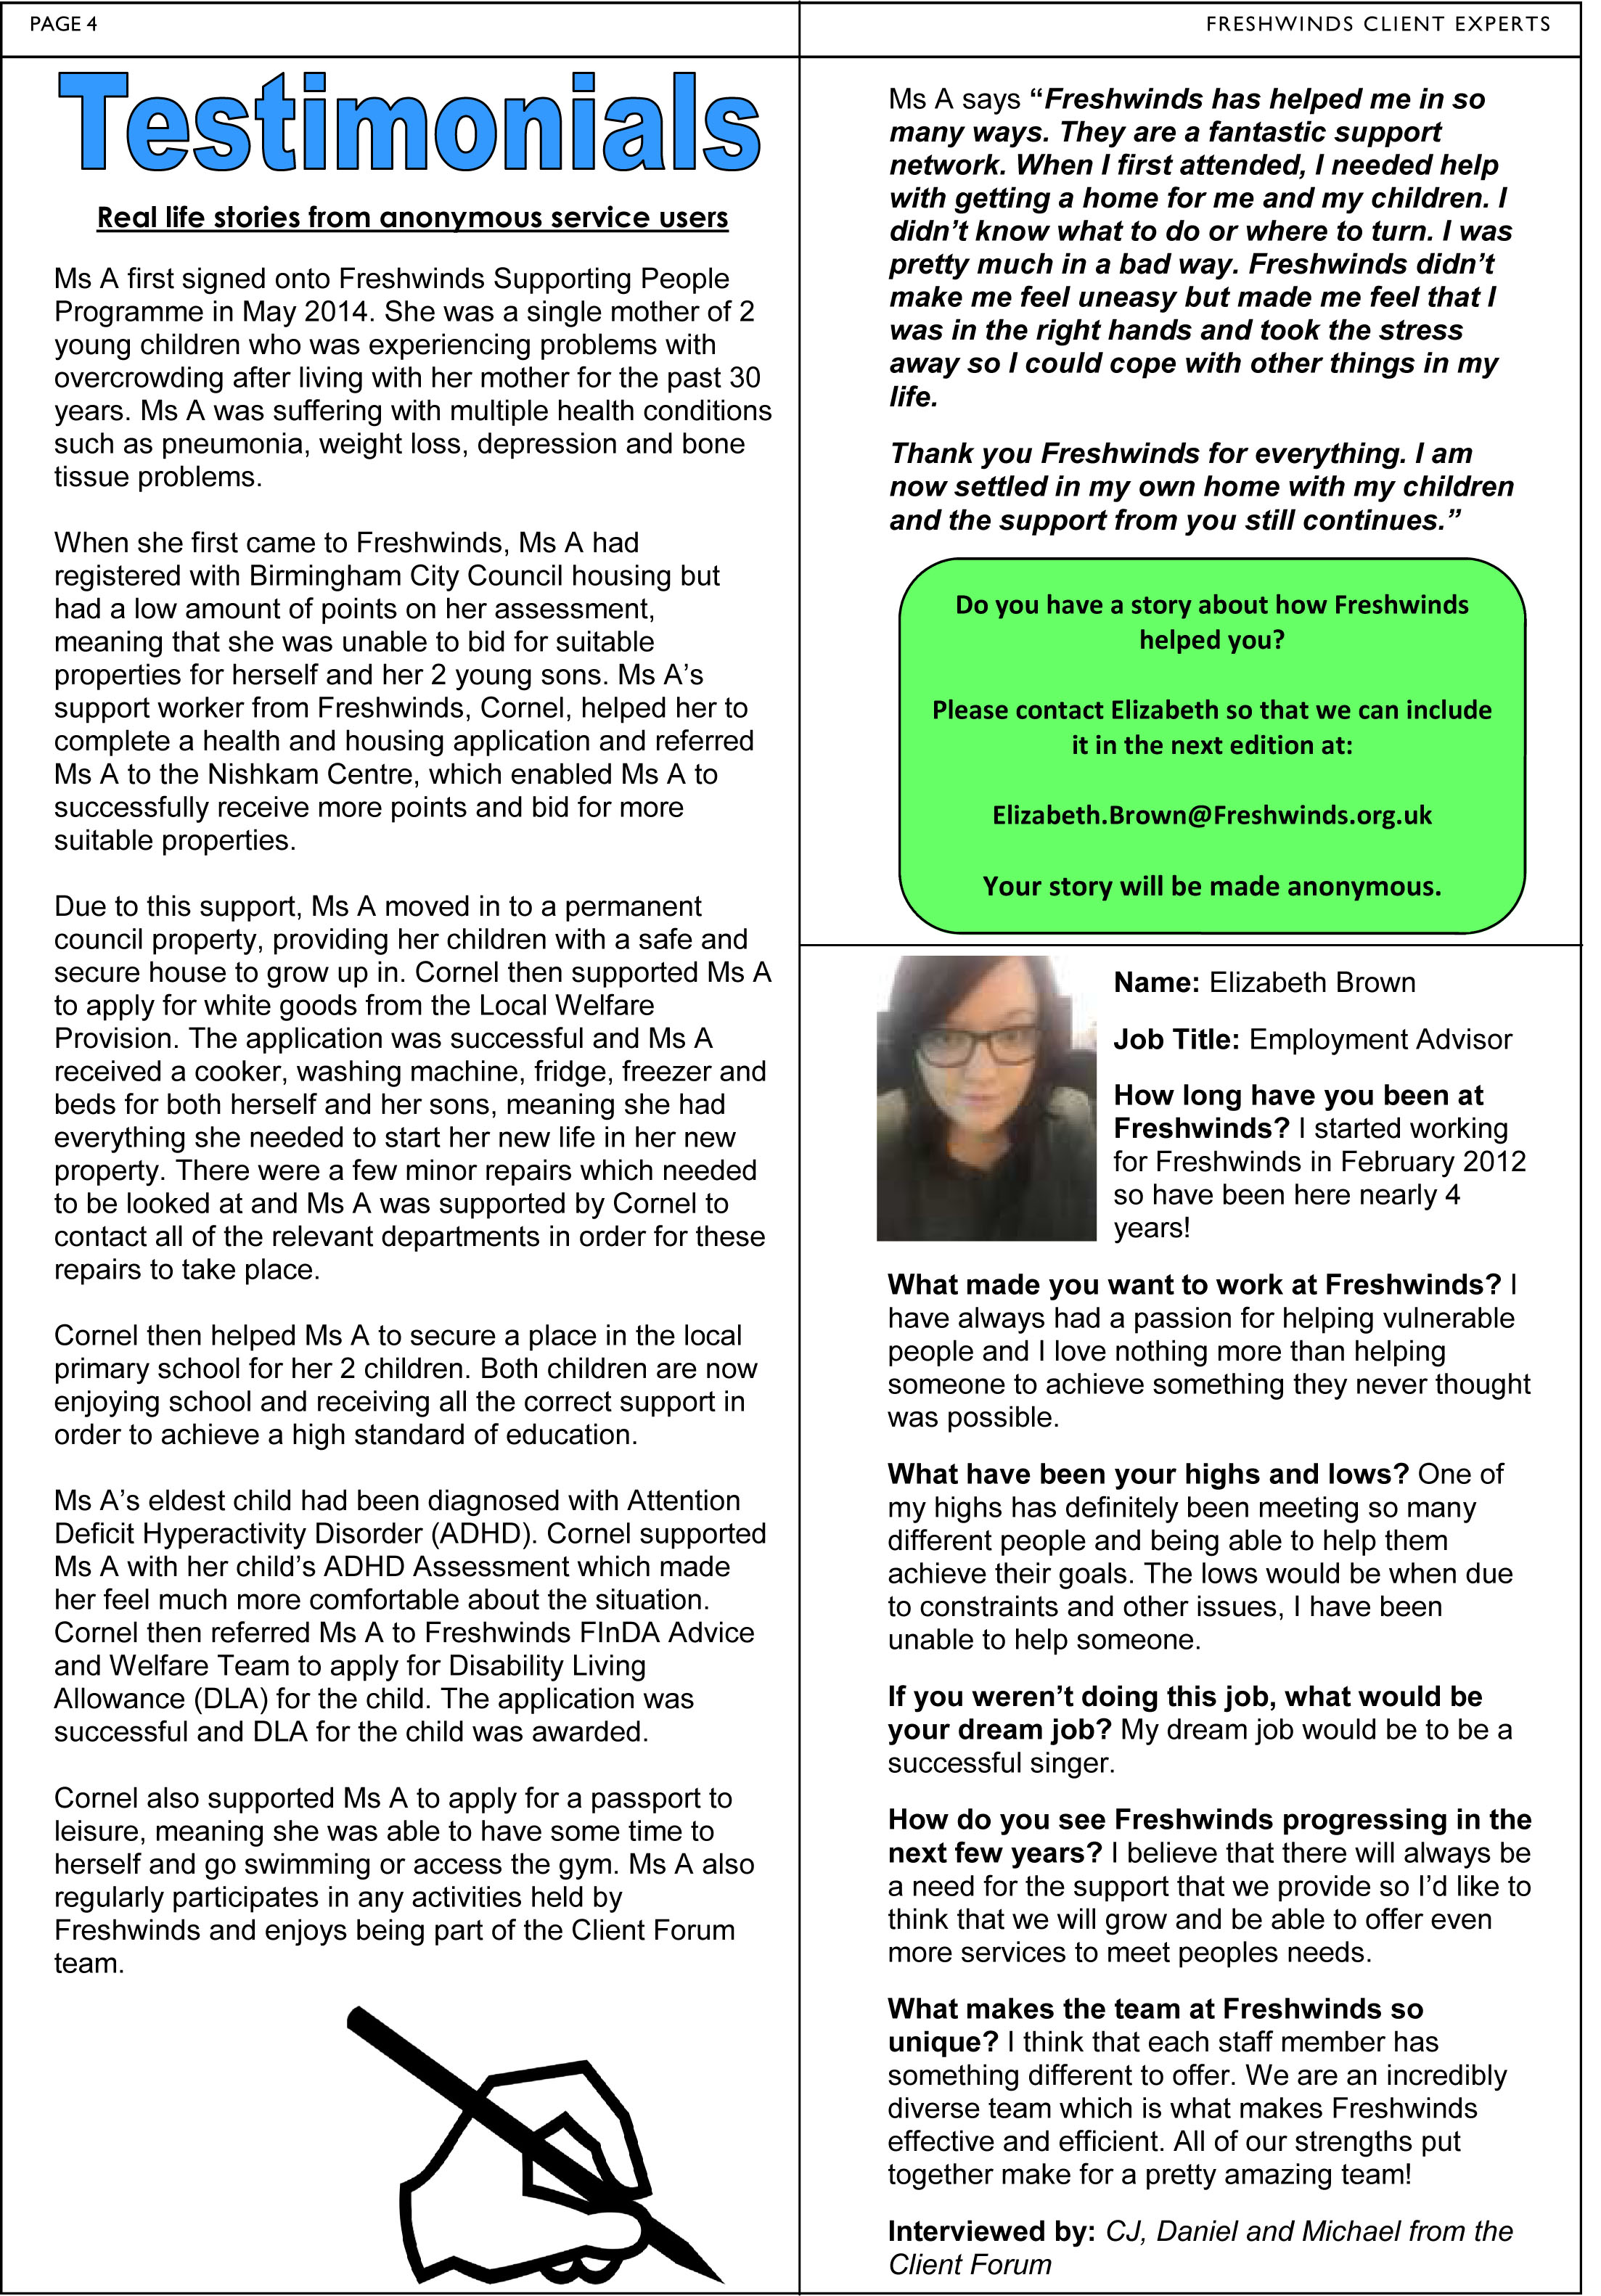 PAGE 4
FRESHWINDS CLIENT EXPERTS
Testimonials
Real life stories from anonymous service users
Ms A first signed onto Freshwinds Supporting People
Programme in May 2014. She was a single mother of 2
young children who was experiencing problems with
overcrowding after living with her mother for the past 30
years. Ms A was suffering with multiple health conditions
such as pneumonia, weight loss, depression and bone
tissue problems.
When she first came to Freshwinds, Ms A had
registered with Birmingham City Council housing but
had a low amount of points on her assessment,
meaning that she was unable to bid for suitable
properties for herself and her 2 young sons. Ms A’s
support worker from Freshwinds, Cornel, helped her to
complete a health and housing application and referred
Ms A to the Nishkam Centre, which enabled Ms A to
successfully receive more points and bid for more
suitable properties.
Due to this support, Ms A moved in to a permanent
council property, providing her children with a safe and
secure house to grow up in. Cornel then supported Ms A
to apply for white goods from the Local Welfare
Provision. The application was successful and Ms A
received a cooker, washing machine, fridge, freezer and
beds for both herself and her sons, meaning she had
everything she needed to start her new life in her new
property. There were a few minor repairs which needed
to be looked at and Ms A was supported by Cornel to
contact all of the relevant departments in order for these
repairs to take place.
Cornel then helped Ms A to secure a place in the local
primary school for her 2 children. Both children are now
enjoying school and receiving all the correct support in
order to achieve a high standard of education.
Ms A’s eldest child had been diagnosed with Attention
Deficit Hyperactivity Disorder (ADHD). Cornel supported
Ms A with her child’s ADHD Assessment which made
her feel much more comfortable about the situation.
Cornel then referred Ms A to Freshwinds FInDA Advice
and Welfare Team to apply for Disability Living
Allowance (DLA) for the child. The application was
successful and DLA for the child was awarded.
Cornel also supported Ms A to apply for a passport to
leisure, meaning she was able to have some time to
herself and go swimming or access the gym. Ms A also
regularly participates in any activities held by
Freshwinds and enjoys being part of the Client Forum
team.
Ms A says “Freshwinds has helped me in so
many ways. They are a fantastic support
network. When I first attended, I needed help
with getting a home for me and my children. I
didn’t know what to do or where to turn. I was
pretty much in a bad way. Freshwinds didn’t
make me feel uneasy but made me feel that I
was in the right hands and took the stress
away so I could cope with other things in my
life.
Thank you Freshwinds for everything. I am
now settled in my own home with my children
and the support from you still continues.”
Do you have a story about how Freshwinds
helped you?
Please contact Elizabeth so that we can include
it in the next edition at:
Elizabeth.Brown@Freshwinds.org.uk
Your story will be made anonymous.
Name: Elizabeth Brown
Job Title: Employment Advisor
How long have you been at
Freshwinds? I started working
for Freshwinds in February 2012
so have been here nearly 4
years!
What made you want to work at Freshwinds? I
have always had a passion for helping vulnerable
people and I love nothing more than helping
someone to achieve something they never thought
was possible.
What have been your highs and lows? One of
my highs has definitely been meeting so many
different people and being able to help them
achieve their goals. The lows would be when due
to constraints and other issues, I have been
unable to help someone.
If you weren’t doing this job, what would be
your dream job? My dream job would be to be a
successful singer.
How do you see Freshwinds progressing in the
next few years? I believe that there will always be
a need for the support that we provide so I’d like to
think that we will grow and be able to offer even
more services to meet peoples needs.
What makes the team at Freshwinds so
unique? I think that each staff member has
something different to offer. We are an incredibly
diverse team which is what makes Freshwinds
effective and efficient. All of our strengths put
together make for a pretty amazing team!
Interviewed by: CJ, Daniel and Michael from the
Client Forum